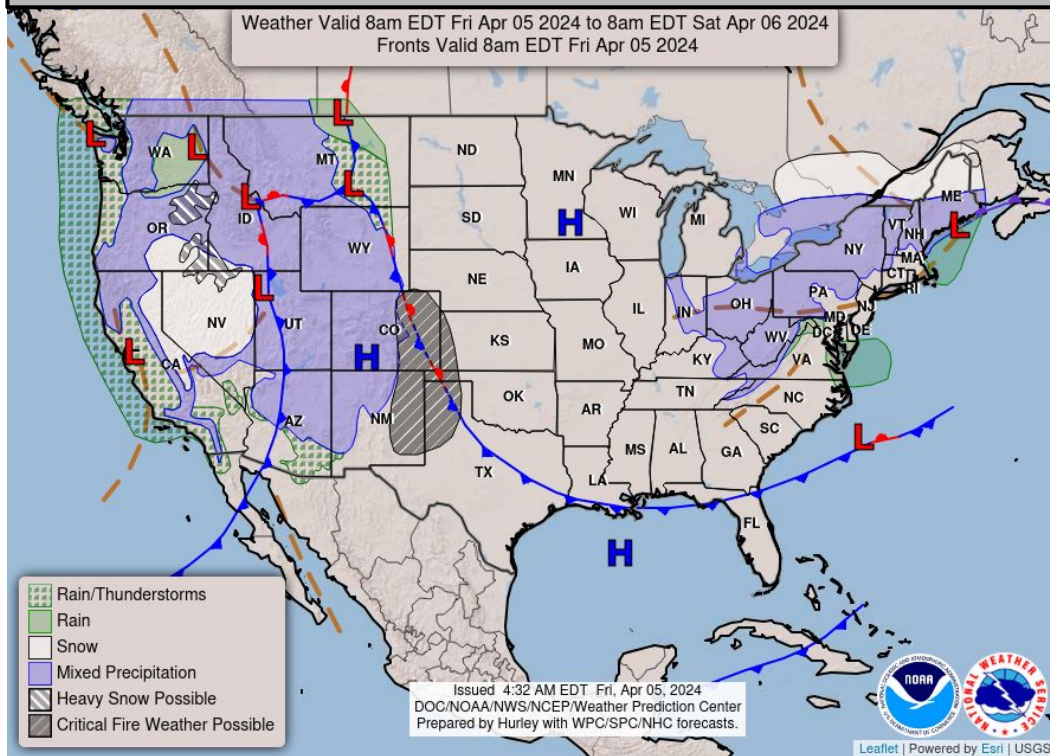 Weather Valid 8am EDT Fri Apr 05 2024 to 8am EDT Sat Apr 06 2024
Fronts Valid 8am EDT Fri Apr 05 2024
L
L
WA
L
MT
ND
MN
ME
L
L
ID
OR
SD
H
WI
MI
VT
NH
NY
L
WY
MA
CT
RI
IA
NE
L
PA
NJ
OH
IN
IL
NV
UT
CO
MD
DC
DE
WV
VA
L
H
KS
MO
KY
CA
TN
NC
OK
AR
NM
AZ
SC
L
MS
AL
GA
TX
LA
FL
H
Rain/Thunderstorms
Rain
Snow
Mixed Precipitation
Heavy Snow Possible
Critical Fire Weather Possible
Issued 4:32 AM EDT Fri, Apr 05, 2024
DOC/NOAA/NWS/NCEP/Weather Prediction Center
Prepared by Hurley with WPC/SPC/NHC forecasts.
NOAA
NATIONAL WEATHER SERVICE
Leaflet | Powered by Esri | USGS